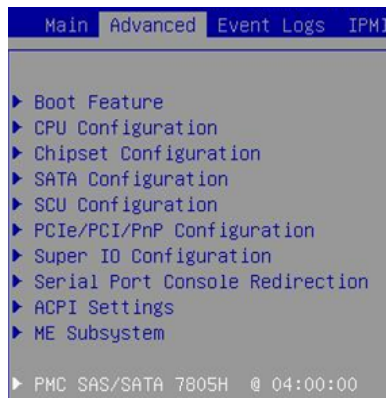 Main Advanced Event Logs IPMI
Boot Feature
CPU Configuration
Chipset Configuration
SATA Configuration
SCU Configuration
PCIe/PCI/PnP Configuration
Super IO Configuration
Serial Port Console Redirection
ACPI Settings
ME Subsystem
PMC SAS/SATA 7805H @ 04:00:00